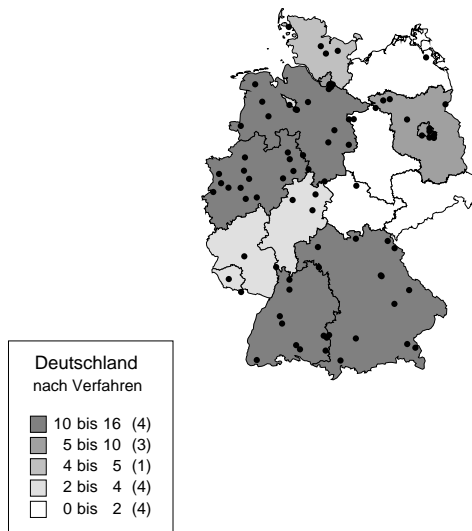 Deutschland
nach Verfahren
10 bis 16 (4)
5 bis 10 (3)
4 bis 5 (1)
2 bis 4 (4)
0 bis 2 (4)